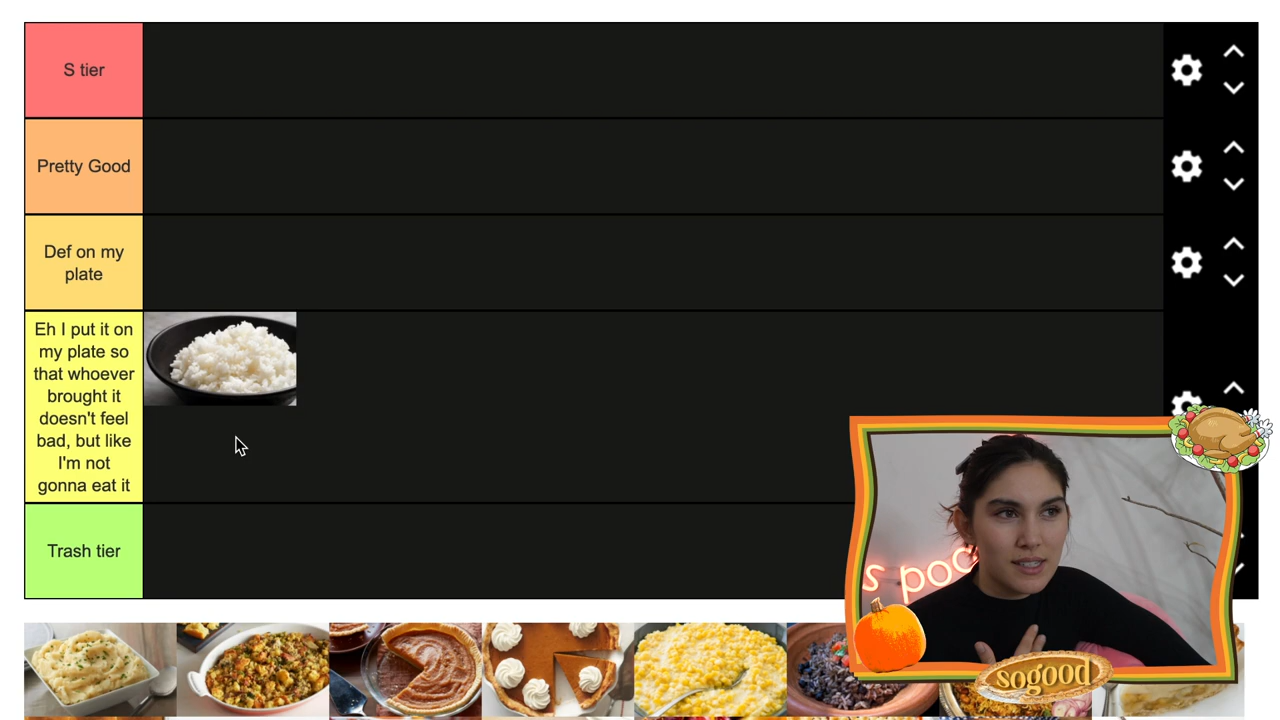 S tier
Pretty Good
Def on my
plate
Eh I put it on
my plate so
that whoever
brought it
doesn't feel
bad, but like
I'm not
gonna eat it
Trash tier
s poc
sogood